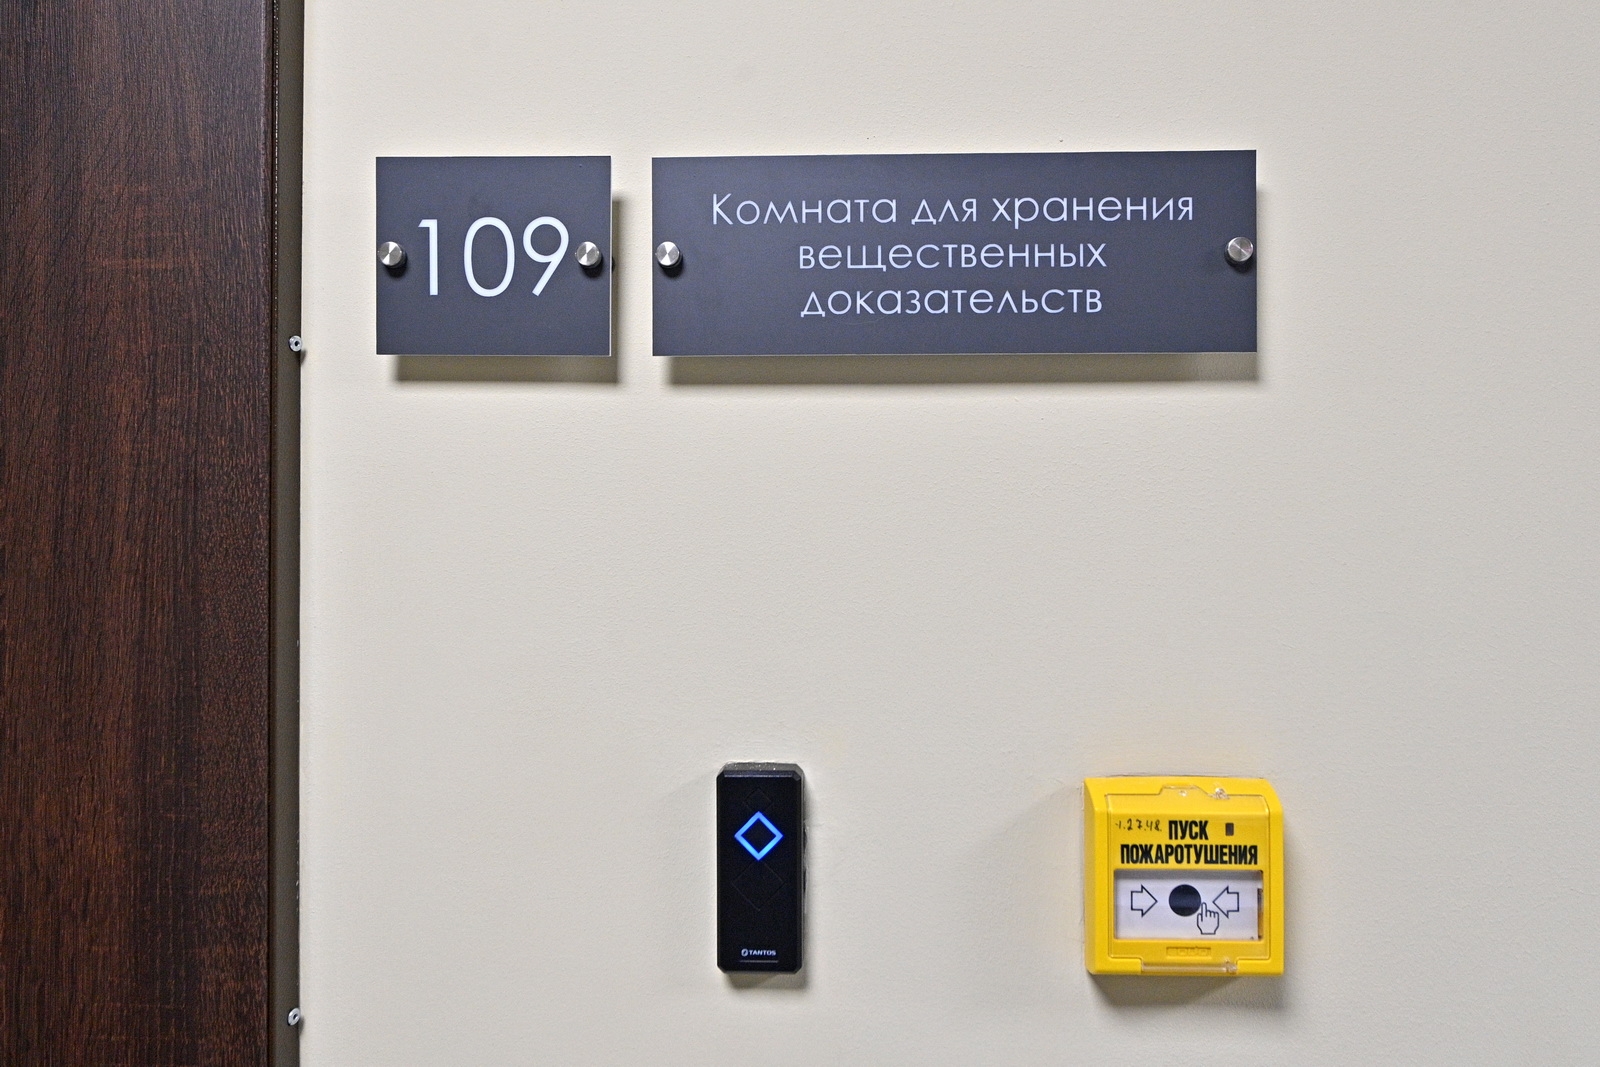 109
Комната для хранения
вещественных
доказательств
TANTOS
ПУСК
ПОЖАРОТУШЕНИЯ